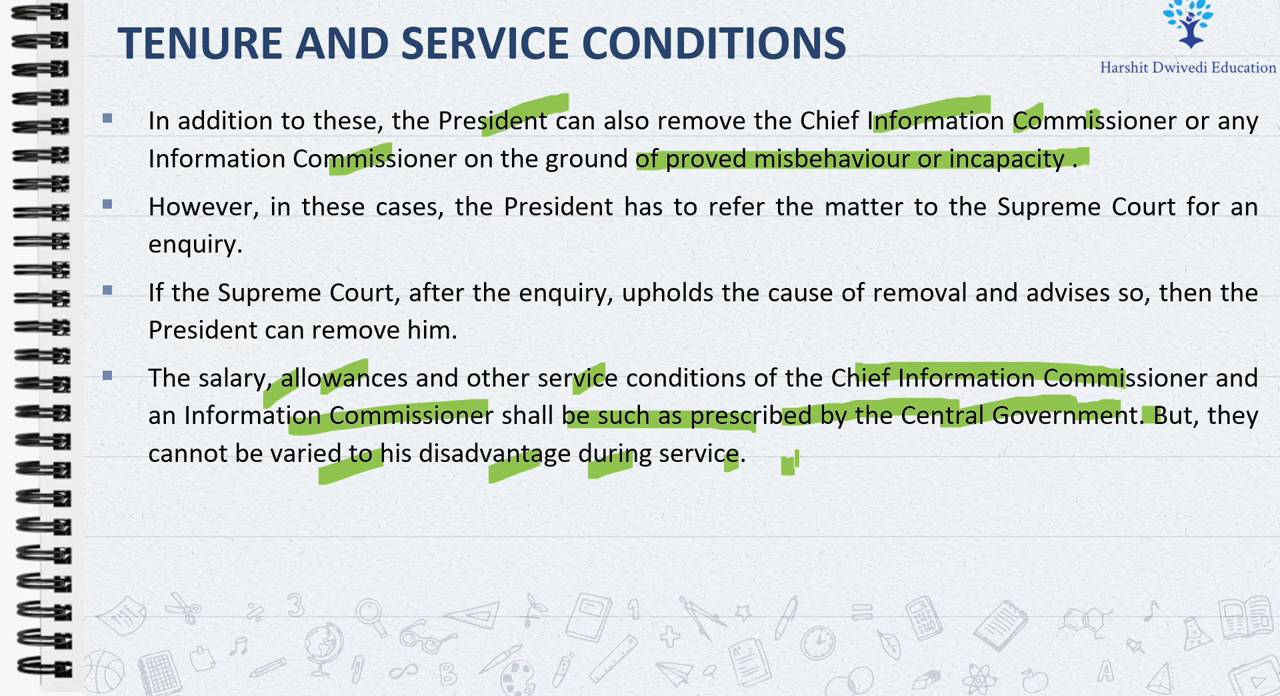 TENURE AND SERVICE CONDITIONS
Harshit Dwivedi Education
▪ In addition to these, the President can also remove the Chief Information Commissioner or any
Information Commissioner on the ground of proved misbehaviour or incapacity .
▪ However, in these cases, the President has to refer the matter to the Supreme Court for an
enquiry.
▪ If the Supreme Court, after the enquiry, upholds the cause of removal and advises so, then the
President can remove him.
▪ The salary, allowances and other service conditions of the Chief Information Commissioner and
an Information Commissioner shall be such as prescribed by the Central Government. But, they
cannot be varied to his disadvantage during service.